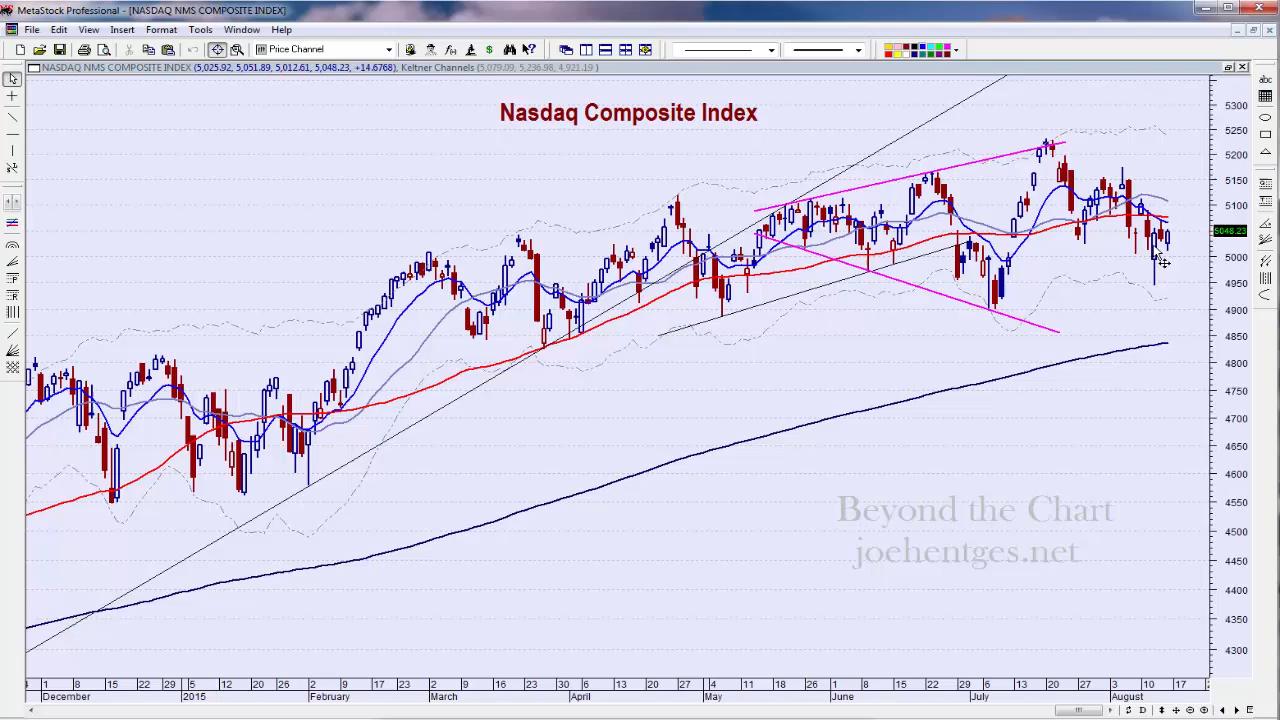 MetaStock Professional - [NASDAQ NMS COMPOSITE INDEX]
File Edit View Insert Format Tools Window Help
Price Channel
NASDAQ NMS COMPOSITE INDEX (5,025.92, 5,051.89, 5,012.61, 5,048.23, +14.6768), Keltner Channels (5,079.09, 5,236.98, 4,921.19 )
abc
Nasdaq Composite Index
5300
5250
5200
5150
5100
5048.23
5000
4950
4900
4850
4800
4750
4700
4650
4600
4550
4500
4450
4400
4350
4300
Beyond the Chart
joehentges.net
1 8 15 22 29 5 12 20 26 2 9 17 23 2 9 16 23 30 6 13 20 27 4 11 18 26 1 8 15 22 29 6 13 20 27 3 10 17
December 2015 February March April May June July August
D